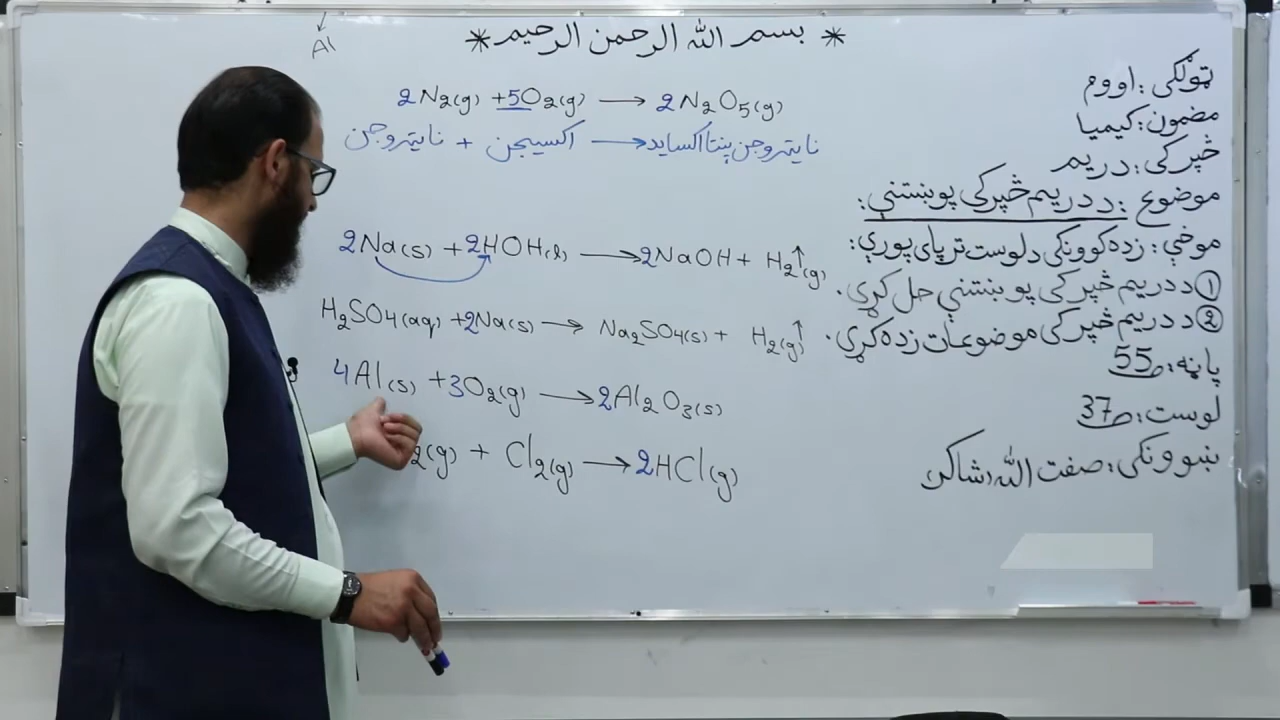 * بسم الله الرحمن الرحيم *
ټولګی: اووم
مضمون: کیمیا
څپرکی: دریم
موضوع: د دریم څپرکی پوښتنې:
موخې: زده کوونکی د لوست تر پای پورې:
① د دریم څپرکی پوښتنې حل کړي.
② د دریم څپرکی موضوعات زده کړي.
پاڼه: 55
لوست: 37
ښوونکی: صفت الله شاکر
Al
2N₂(g) + 5O₂(g) → 2N₂O₅(g)
نایتروجن + اکسیجن → نایتروجن پنتا اکساید
2Na(s) + 2HOH(l) → 2NaOH + H₂↑(g)
H₂SO₄(aq) + 2Na(s) → Na₂SO₄(s) + H₂↑(g)
4Al(s) + 3O₂(g) → 2Al₂O₃(s)
₂(g) + Cl₂(g) → 2HCl(g)